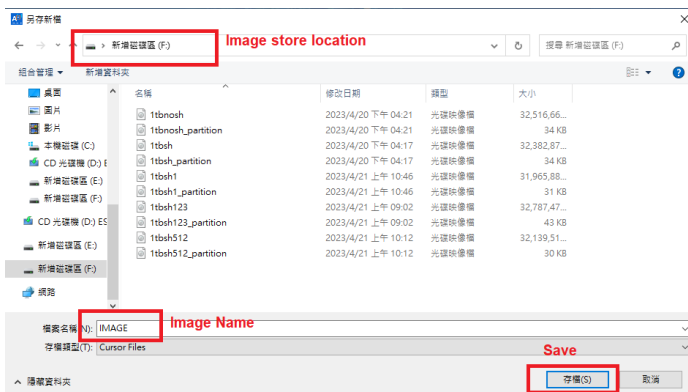 另存新檔
新增磁碟區 (F:)
Image store location
搜尋 新增磁碟區 (F:)
組合管理
新增資料夾
名稱 修改日期 類型 大小
桌面
圖片
影片
本機磁碟 (C:)
CD 光碟機 (D:) E
新增磁碟區 (E:)
新增磁碟區 (F:)
CD 光碟機 (D:) ES
新增磁碟區 (E:)
新增磁碟區 (F:)
網路
1tbnosh 2023/4/20 下午 04:21 光碟映像檔 32,516,66...
1tbnosh_partition 2023/4/20 下午 04:21 光碟映像檔 34 KB
1tbsh 2023/4/20 下午 04:17 光碟映像檔 32,382,87...
1tbsh_partition 2023/4/20 下午 04:17 光碟映像檔 34 KB
1tbsh1 2023/4/21 上午 10:46 光碟映像檔 31,965,88...
1tbsh1_partition 2023/4/21 上午 10:46 光碟映像檔 31 KB
1tbsh123 2023/4/21 上午 09:02 光碟映像檔 32,787,47...
1tbsh123_partition 2023/4/21 上午 09:02 光碟映像檔 43 KB
1tbsh512 2023/4/21 上午 10:12 光碟映像檔 32,139,51...
1tbsh512_partition 2023/4/21 上午 10:12 光碟映像檔 30 KB
檔案名稱(N): IMAGE
Image Name
存檔類型(T): Cursor Files
Save
隱藏資料夾
存檔(S) 取消